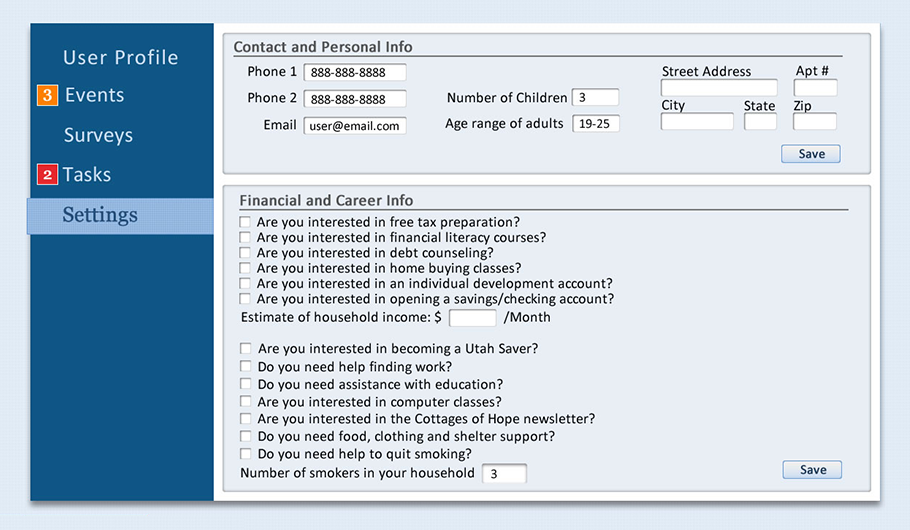 User Profile
3 Events
Surveys
2 Tasks
Settings
Contact and Personal Info
Phone 1 888-888-8888
Phone 2 888-888-8888
Email user@email.com
Number of Children 3
Age range of adults 19-25
Street Address Apt #
City State Zip
Save
Financial and Career Info
Are you interested in free tax preparation?
Are you interested in financial literacy courses?
Are you interested in debt counseling?
Are you interested in home buying classes?
Are you interested in an individual development account?
Are you interested in opening a savings/checking account?
Estimate of household income: $ /Month
Are you interested in becoming a Utah Saver?
Do you need help finding work?
Do you need assistance with education?
Are you interested in computer classes?
Are you interested in the Cottages of Hope newsletter?
Do you need food, clothing and shelter support?
Do you need help to quit smoking?
Number of smokers in your household 3
Save